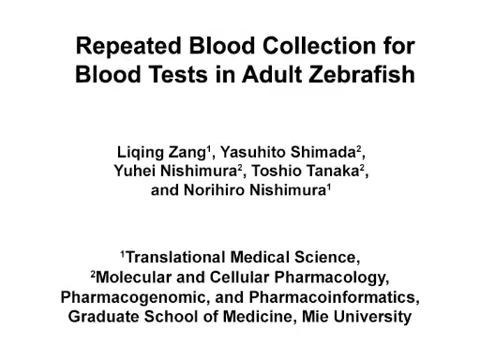 Repeated Blood Collection for
Blood Tests in Adult Zebrafish
Liqing Zang¹, Yasuhito Shimada²,
Yuhei Nishimura², Toshio Tanaka²,
and Norihiro Nishimura¹
¹Translational Medical Science,
²Molecular and Cellular Pharmacology,
Pharmacogenomic, and Pharmacoinformatics,
Graduate School of Medicine, Mie University